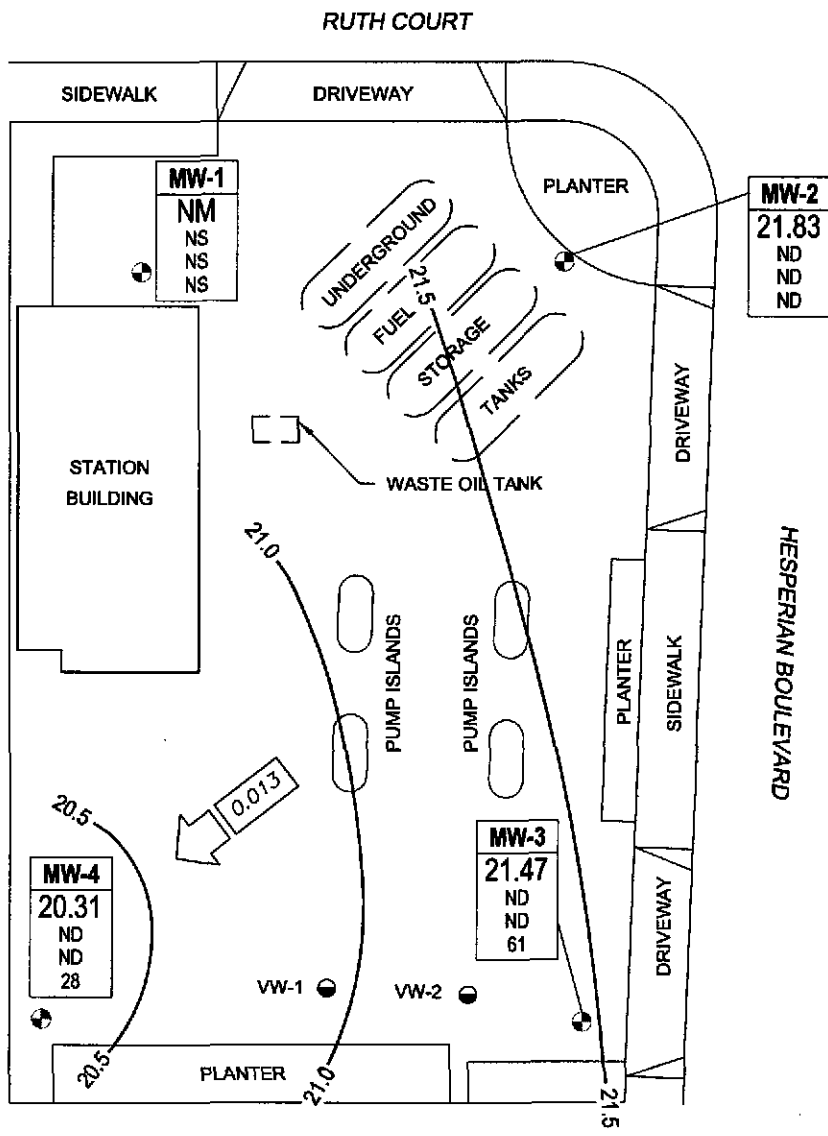 RUTH COURT
SIDEWALK
DRIVEWAY
MW-1
NM
NS
NS
NS
PLANTER
MW-2
21.83
ND
ND
ND
UNDERGROUND
FUEL
STORAGE
TANKS
21.5
DRIVEWAY
STATION
BUILDING
WASTE OIL TANK
21.0
PUMP ISLANDS
PUMP ISLANDS
PLANTER
SIDEWALK
HESPERIAN BOULEVARD
0.013
20.5
MW-4
20.31
ND
ND
28
MW-3
21.47
ND
ND
61
DRIVEWAY
VW-1
VW-2
20.5
PLANTER
21.0
21.5